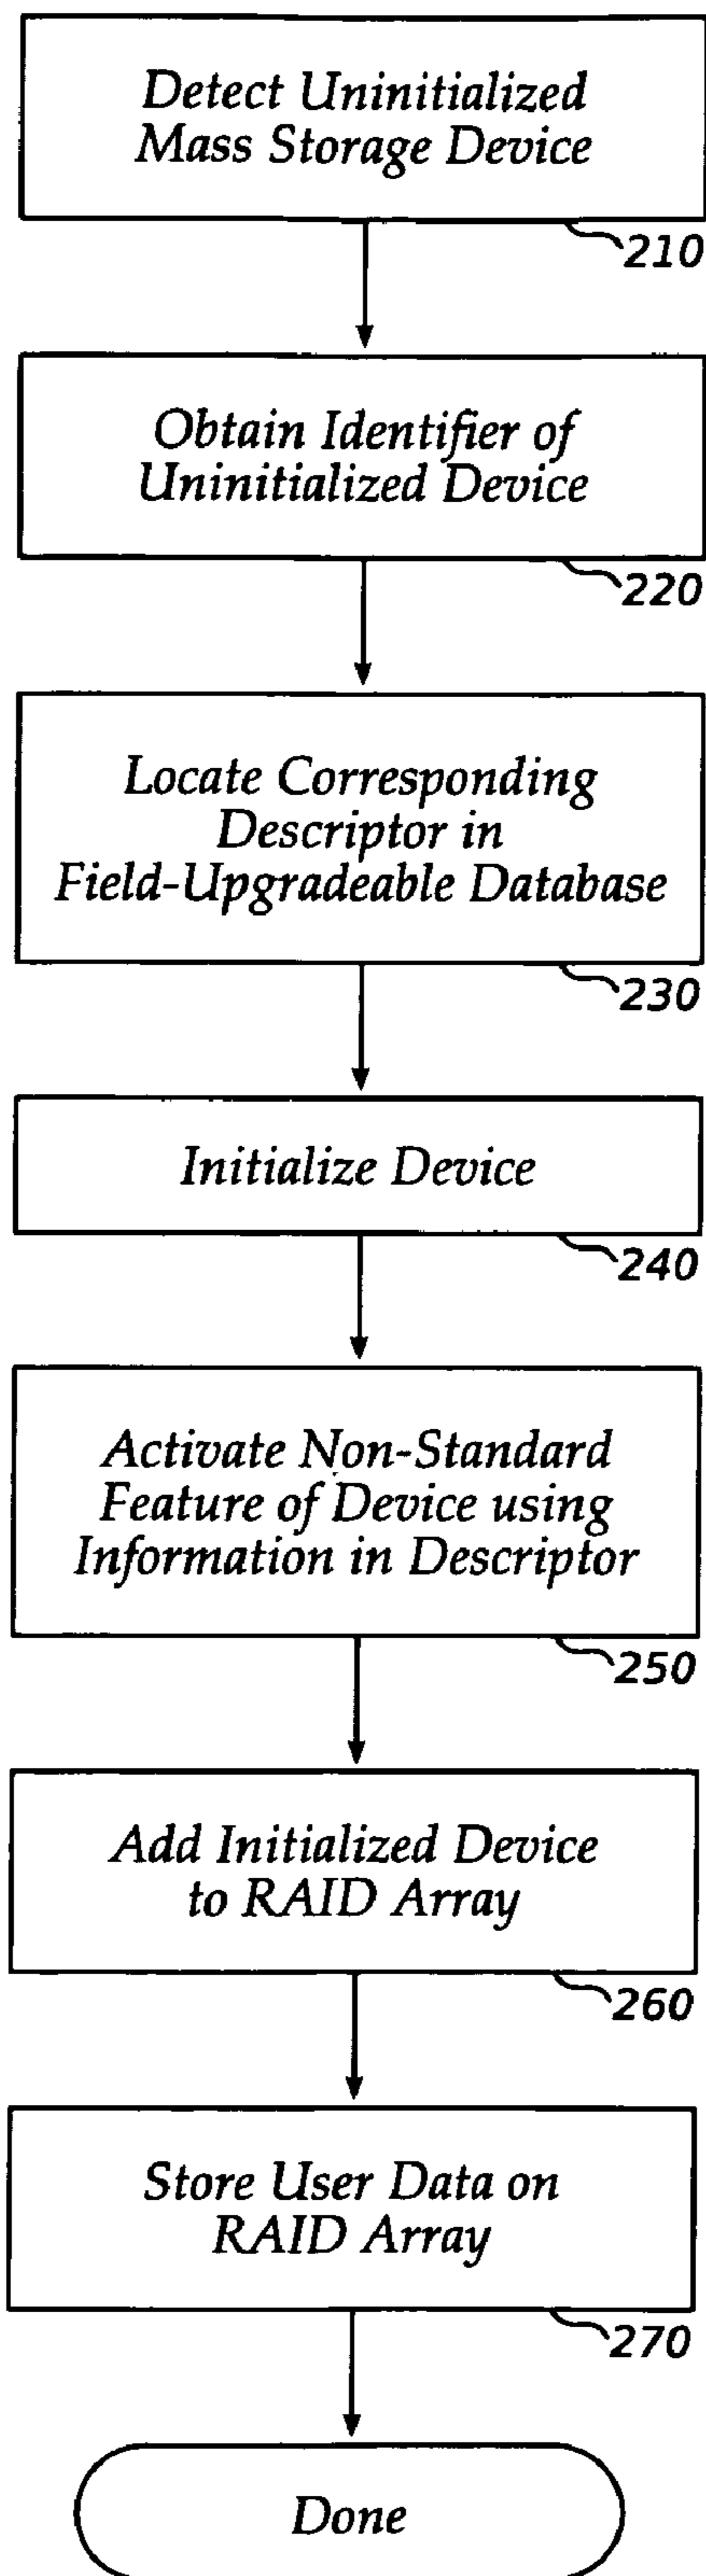 Detect Uninitialized
Mass Storage Device
210
Obtain Identifier of
Uninitialized Device
220
Locate Corresponding
Descriptor in
Field-Upgradeable Database
230
Initialize Device
240
Activate Non-Standard
Feature of Device using
Information in Descriptor
250
Add Initialized Device
to RAID Array
260
Store User Data on
RAID Array
270
Done